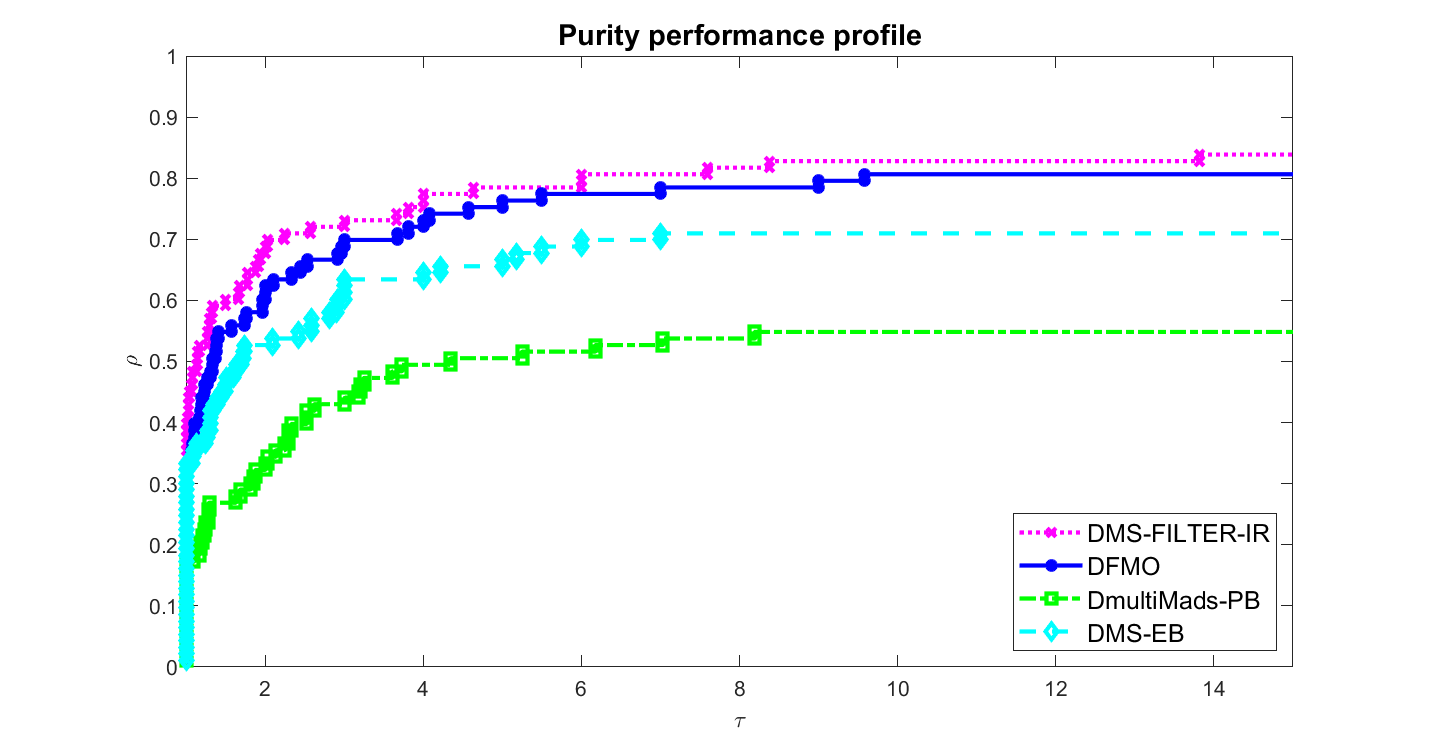 Purity performance profile
1
0.9
0.8
0.7
0.6
0.5
0.4
0.3
0.2
0.1
0
ρ
2 4 6 8 10 12 14
τ
DMS-FILTER-IR
DFMO
DmultiMads-PB
DMS-EB